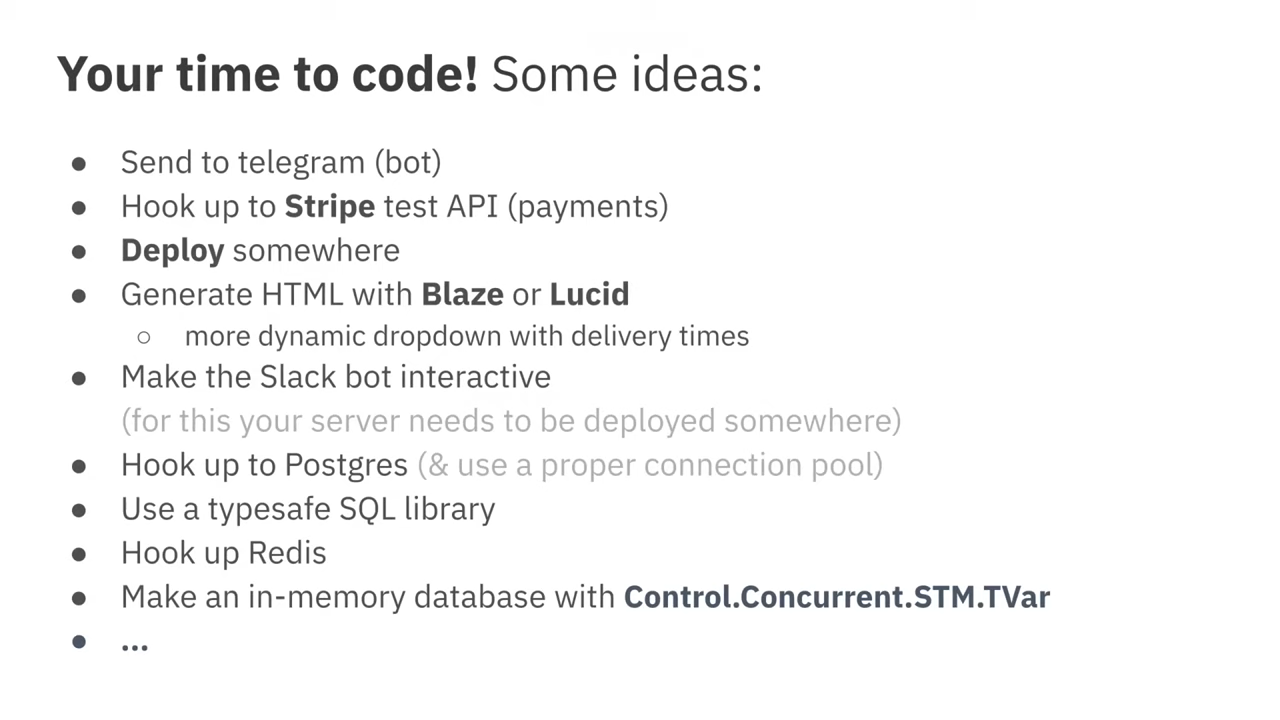 Your time to code! Some ideas:
● Send to telegram (bot)
● Hook up to Stripe test API (payments)
● Deploy somewhere
● Generate HTML with Blaze or Lucid
○ more dynamic dropdown with delivery times
● Make the Slack bot interactive
(for this your server needs to be deployed somewhere)
● Hook up to Postgres (& use a proper connection pool)
● Use a typesafe SQL library
● Hook up Redis
● Make an in-memory database with Control.Concurrent.STM.TVar
● ...